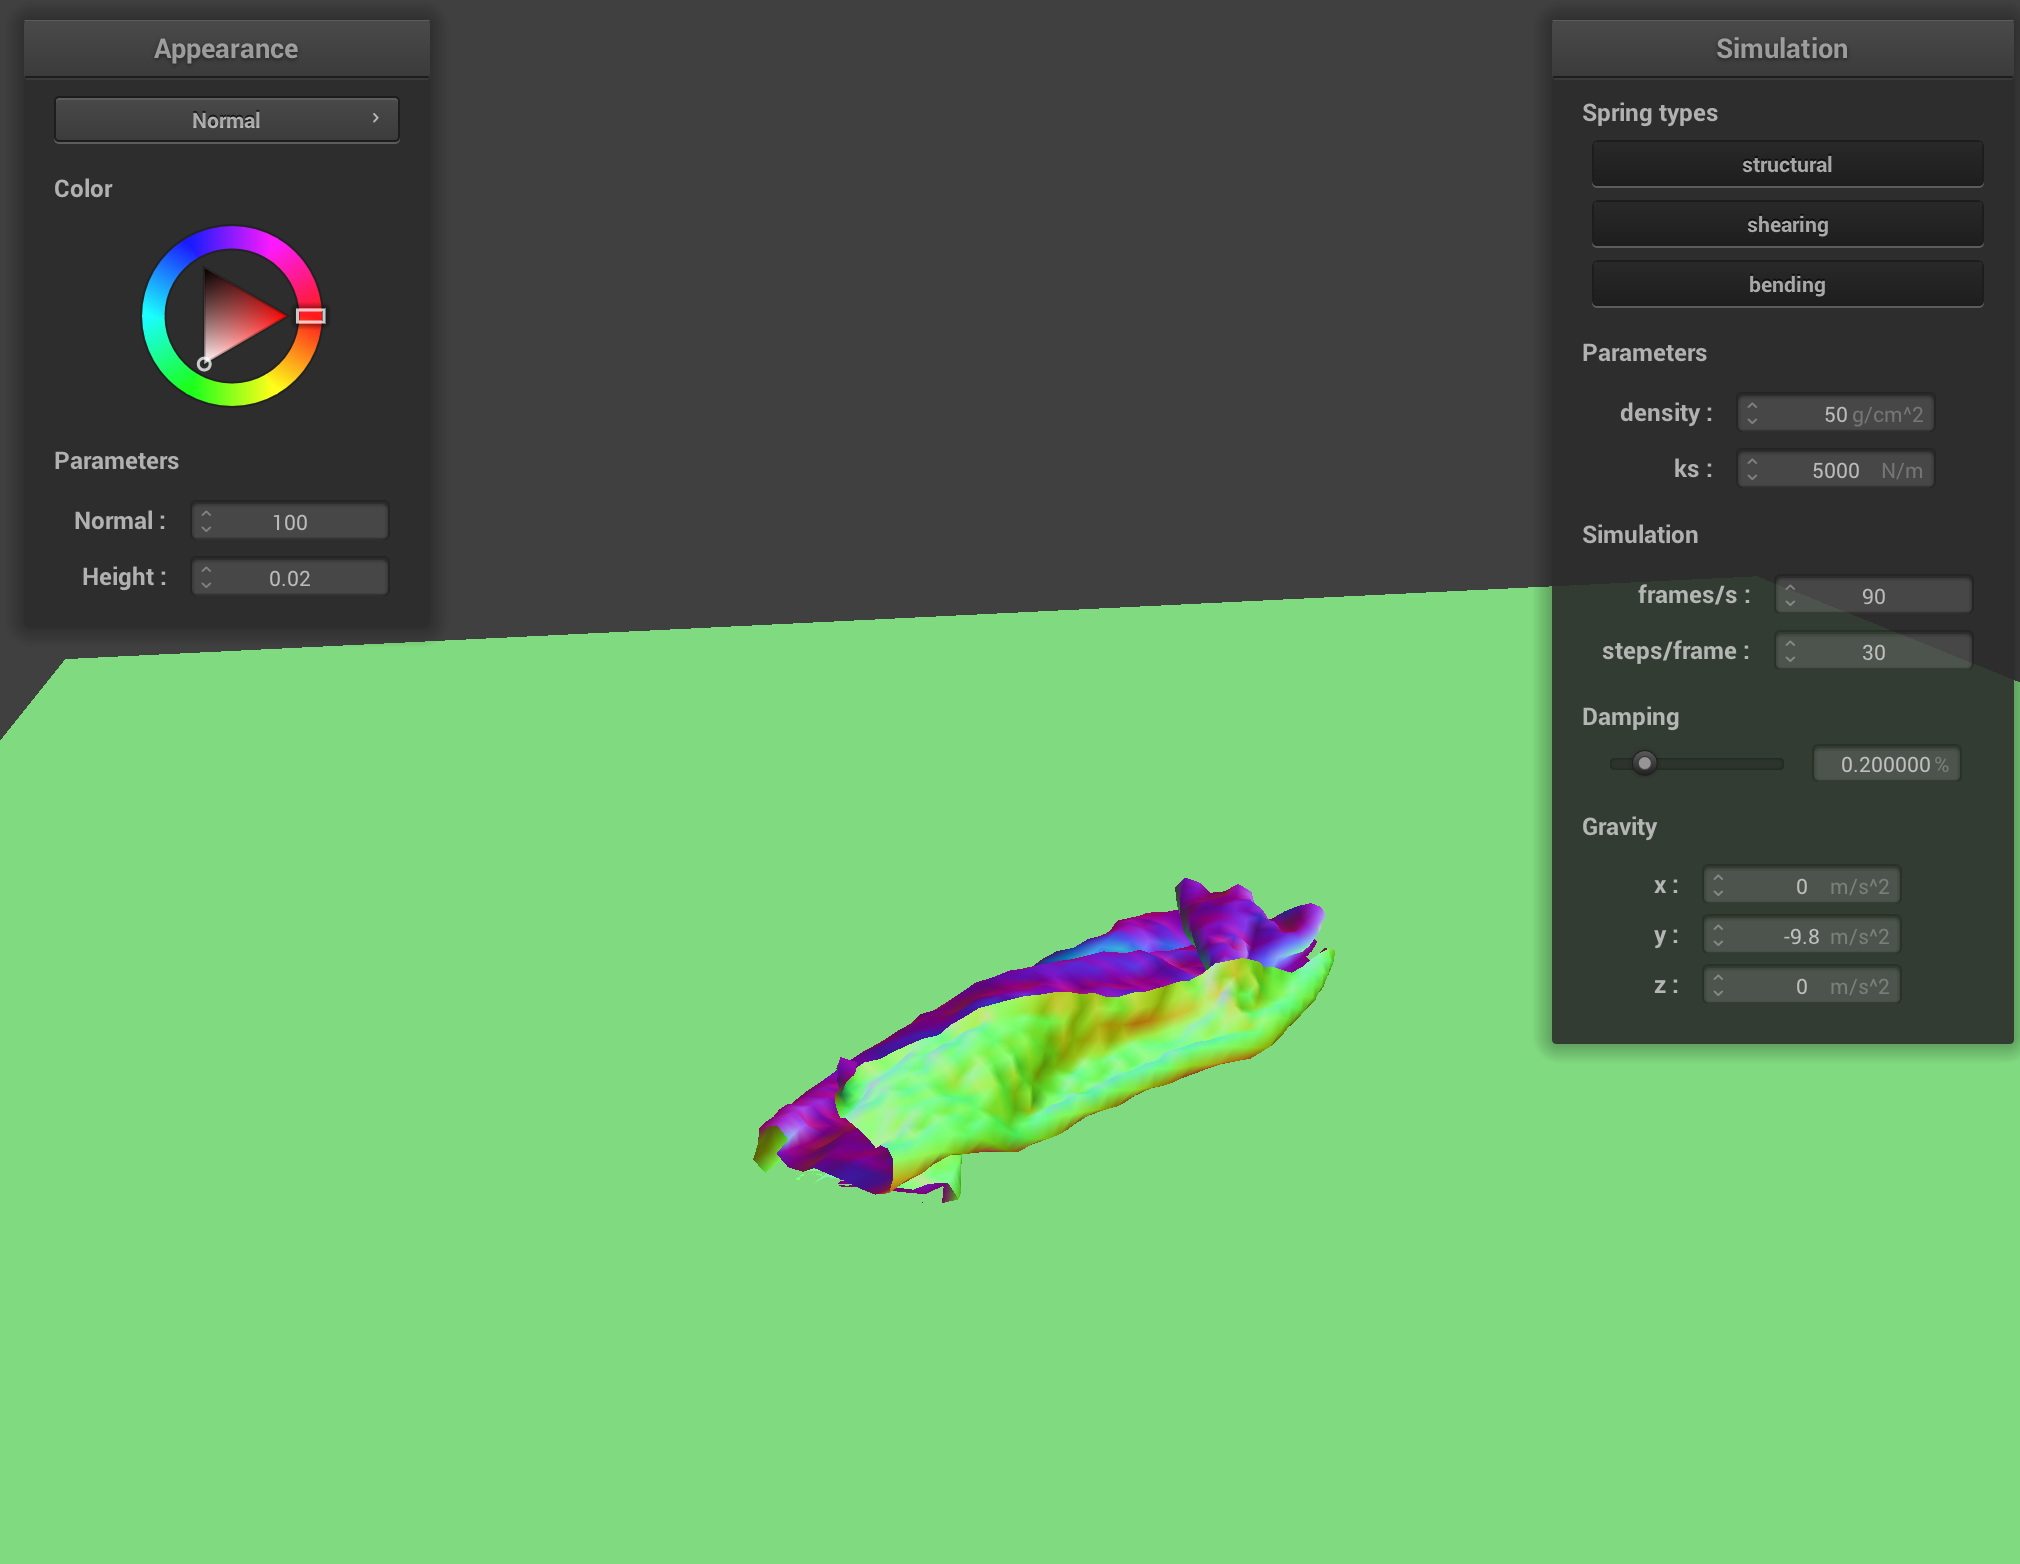 Appearance
Normal
Color
Parameters
Normal : 100
Height : 0.02
Simulation
Spring types
structural
shearing
bending
Parameters
density : 50 g/cm^2
ks : 5000 N/m
Simulation
frames/s : 90
steps/frame : 30
Damping
0.200000 %
Gravity
x : 0 m/s^2
y : -9.8 m/s^2
z : 0 m/s^2